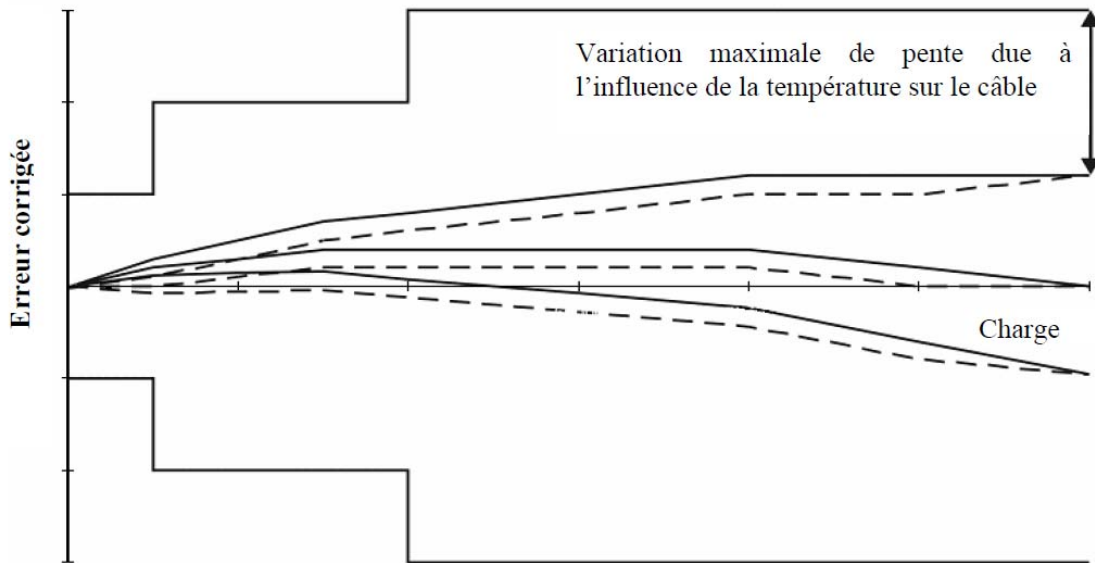 Variation maximale de pente due à
l’influence de la température sur le câble
Erreur corrigée
Charge